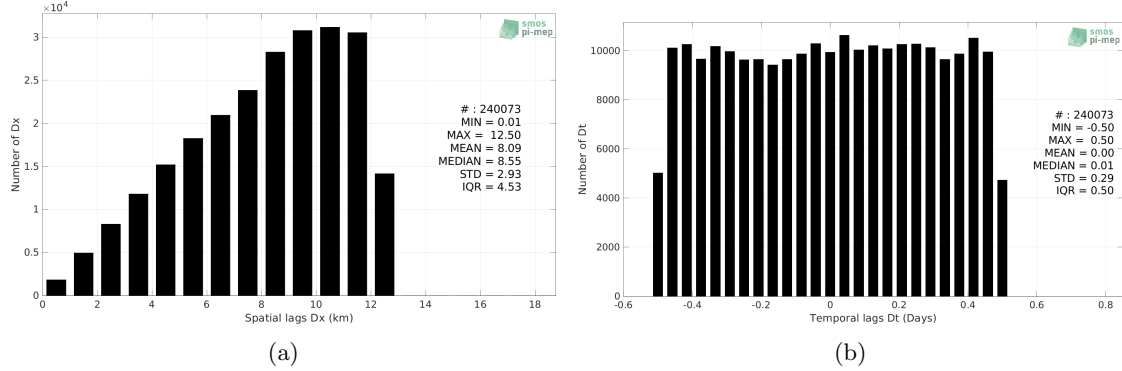 ×10⁴
smos
pi-mep
3
2.5
2
1.5
1
0.5
0
Number of Dx
# : 240073
MIN = 0.01
MAX = 12.50
MEAN = 8.09
MEDIAN = 8.55
STD = 2.93
IQR = 4.53
0 2 4 6 8 10 12 14 16 18
Spatial lags Dx (km)
(a)
smos
pi-mep
10000
8000
6000
4000
2000
0
Number of Dt
# : 240073
MIN = -0.50
MAX = 0.50
MEAN = 0.00
MEDIAN = 0.01
STD = 0.29
IQR = 0.50
-0.6 -0.4 -0.2 0 0.2 0.4 0.6 0.8
Temporal lags Dt (Days)
(b)